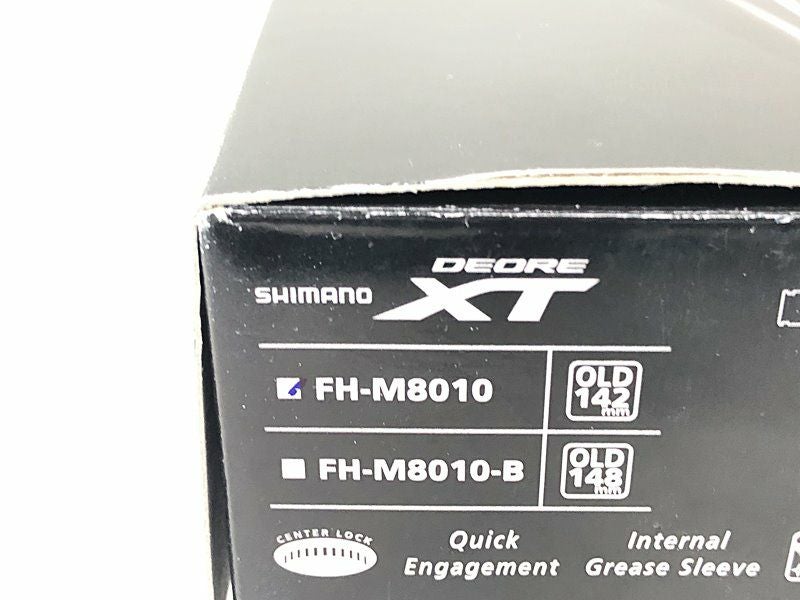 DEORE
SHIMANO XT
FH-M8010 OLD 142 mm
FH-M8010-B OLD 148 mm
CENTER LOCK
Quick Engagement
Internal Grease Sleeve